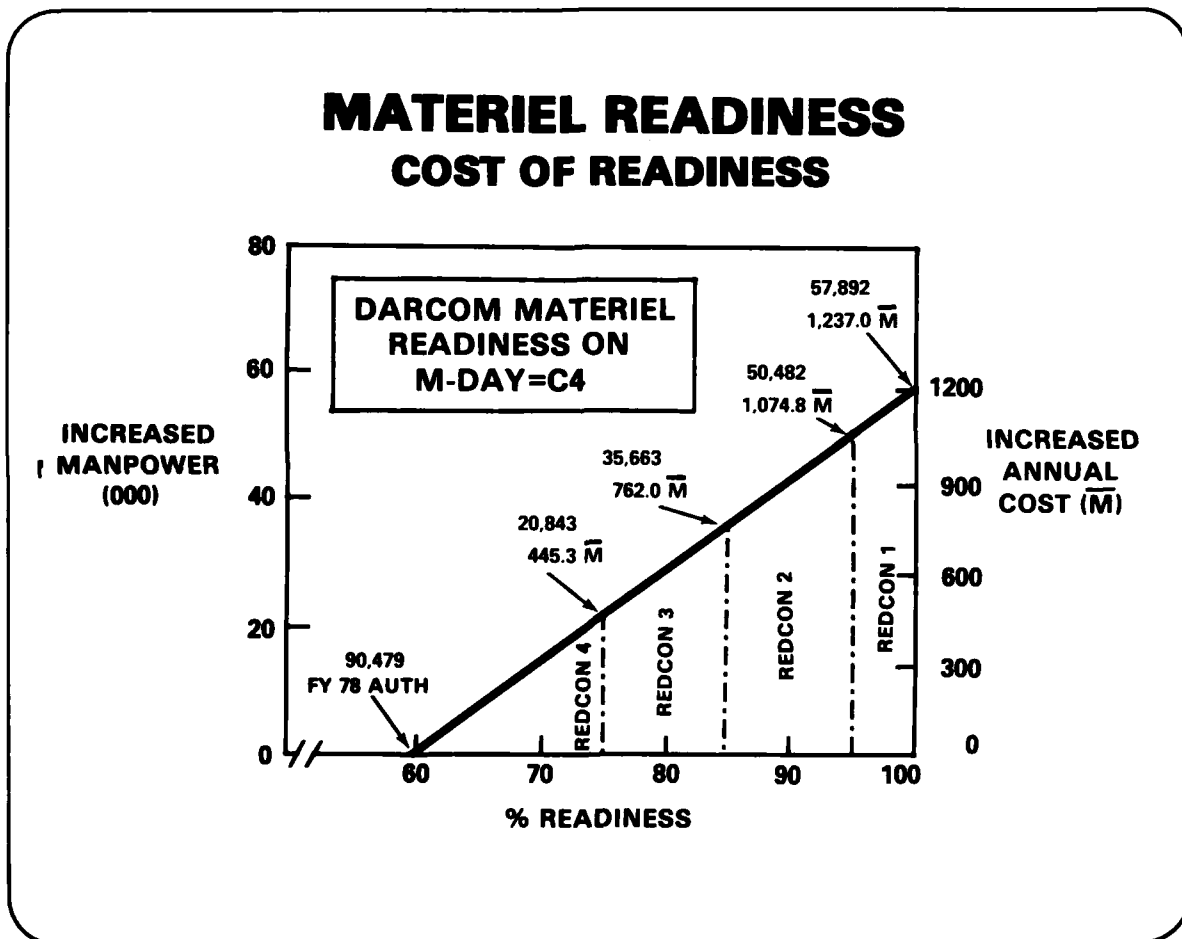 MATERIEL READINESS
COST OF READINESS
80
60
40
20
0
INCREASED
MANPOWER
(000)
DARCOM MATERIEL
READINESS ON
M-DAY=C4
90,479
FY 78 AUTH
20,843
445.3 M̅
35,663
762.0 M̅
50,482
1,074.8 M̅
57,892
1,237.0 M̅
REDCON 4
REDCON 3
REDCON 2
REDCON 1
1200
900
600
300
0
INCREASED
ANNUAL
COST (M̅)
60 70 80 90 100
% READINESS